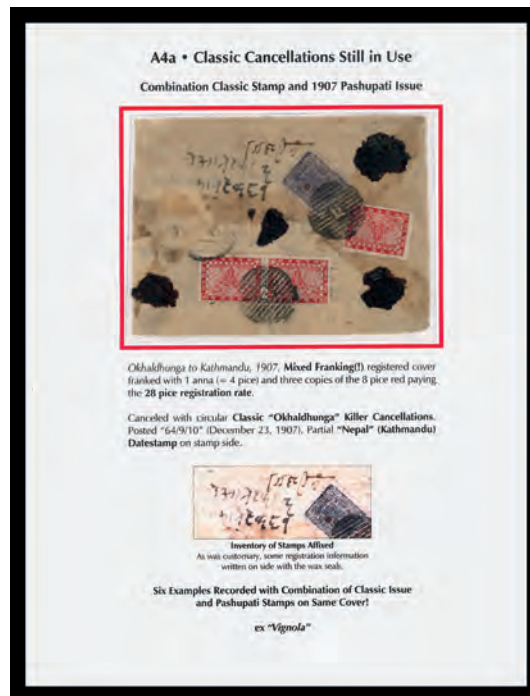 A4a • Classic Cancellations Still in Use
Combination Classic Stamp and 1907 Pashupati Issue
Okhaldhunga to Kathmandu, 1907, Mixed Franking(!) registered cover
franked with 1 anna (= 4 pice) and three copies of the 8 pice red paying
the 28 pice registration rate.
Canceled with circular Classic "Okhaldhunga" Killer Cancellations.
Posted "64/9/10" (December 23, 1907). Partial "Nepal" (Kathmandu)
Datestamp on stamp side.
Inventory of Stamps Affixed
As was customary, some registration information
written on side with the wax seals.
Six Examples Recorded with Combination of Classic Issue
and Pashupati Stamps on Same Cover!
ex "Vignola"